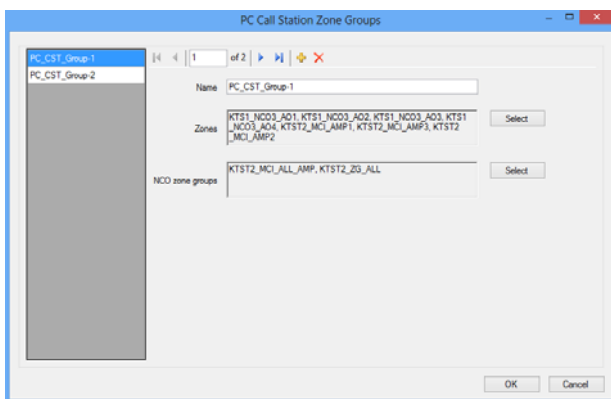 PC Call Station Zone Groups
PC_CST_Group-1
PC_CST_Group-2
1 of 2
Name PC_CST_Group-1
Zones KTS1_NCO3_AO1, KTS1_NCO3_AO2, KTS1_NCO3_AO3, KTS1
_NCO3_AO4, KTST2_MCI_AMP1, KTST2_MCI_AMP3, KTST2
_MCI_AMP2
Select
NCO zone groups KTST2_MCI_ALL_AMP, KTST2_ZG_ALL
Select
OK Cancel